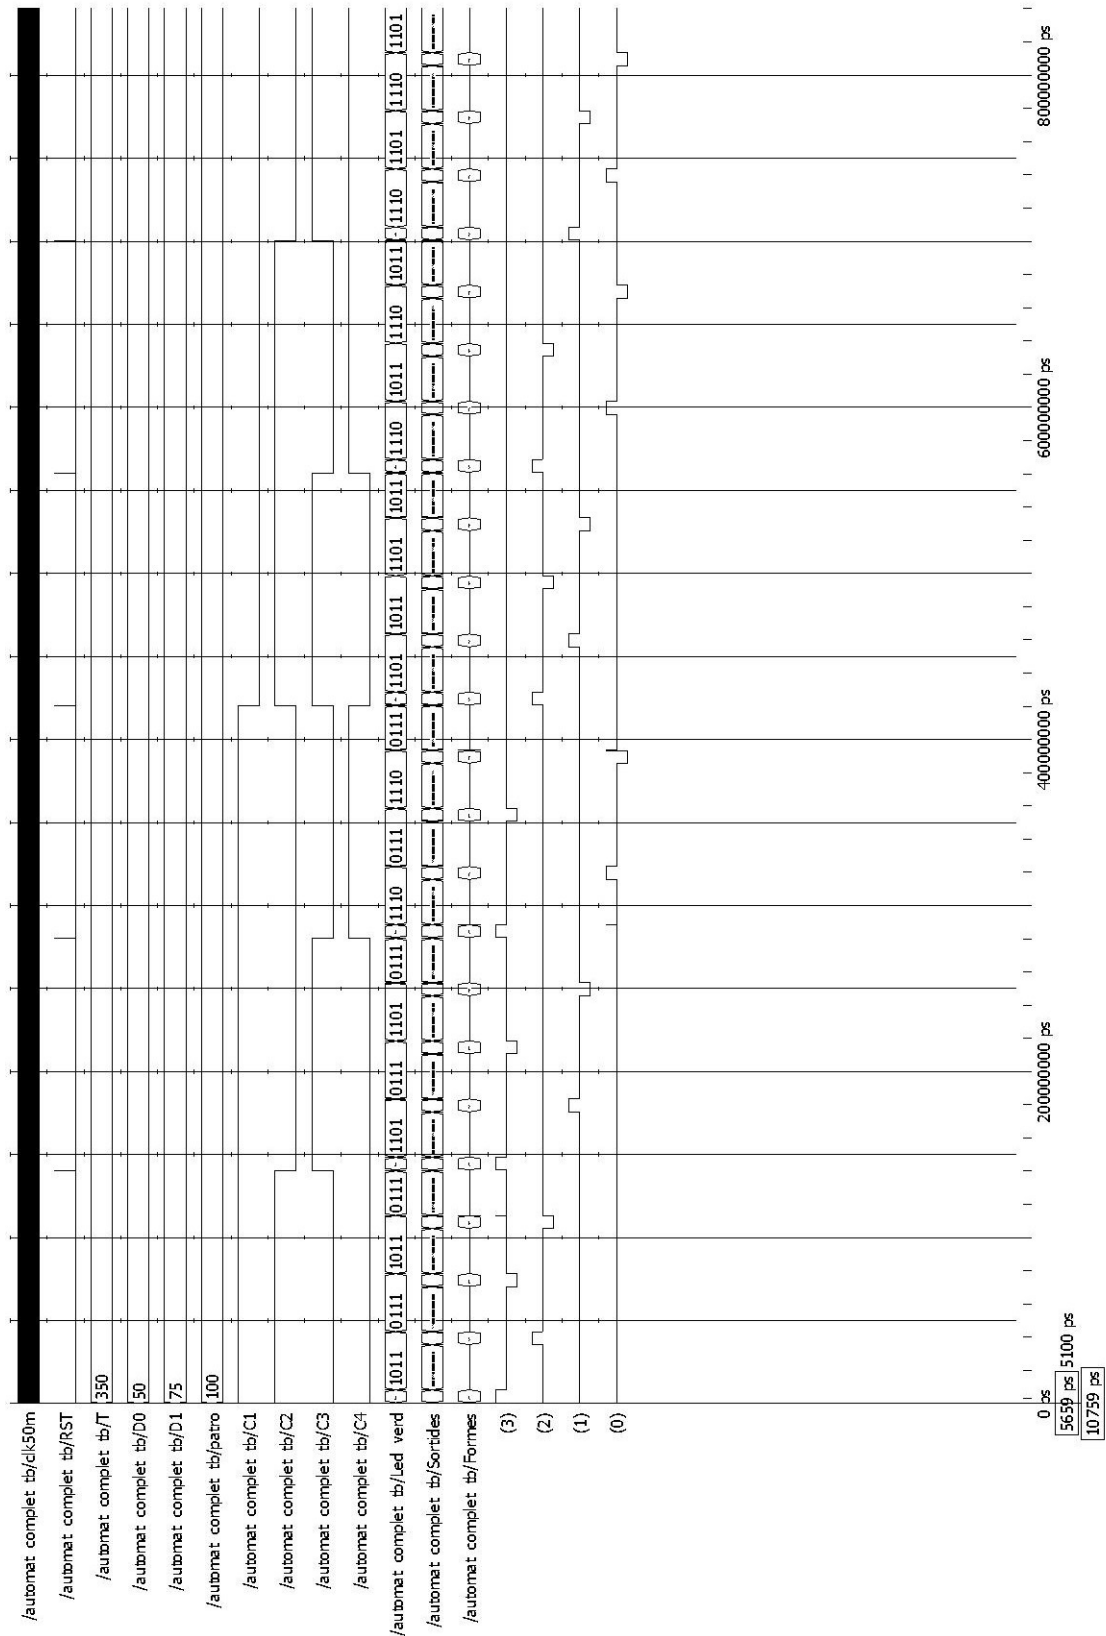 /automat complet tb/clk50m
/automat complet tb/RST
/automat complet tb/T 350
/automat complet tb/D0 50
/automat complet tb/D1 75
/automat complet tb/patro 100
/automat complet tb/C1
/automat complet tb/C2
/automat complet tb/C3
/automat complet tb/C4
/automat complet tb/Led verd - 1011 0111 1011 0111 - 1101 0111 1101 0111 - 1110 0111 1110 0111 - 1101 1011 1101 1011 - 1110 1011 1110 1011 - 1110 1101 1110 1101
/automat complet tb/Sortides
/automat complet tb/Formes
(3)
(2)
(1)
(0)
0 ps 200000000 ps 400000000 ps 600000000 ps 800000000 ps
5659 ps 5100 ps
10759 ps